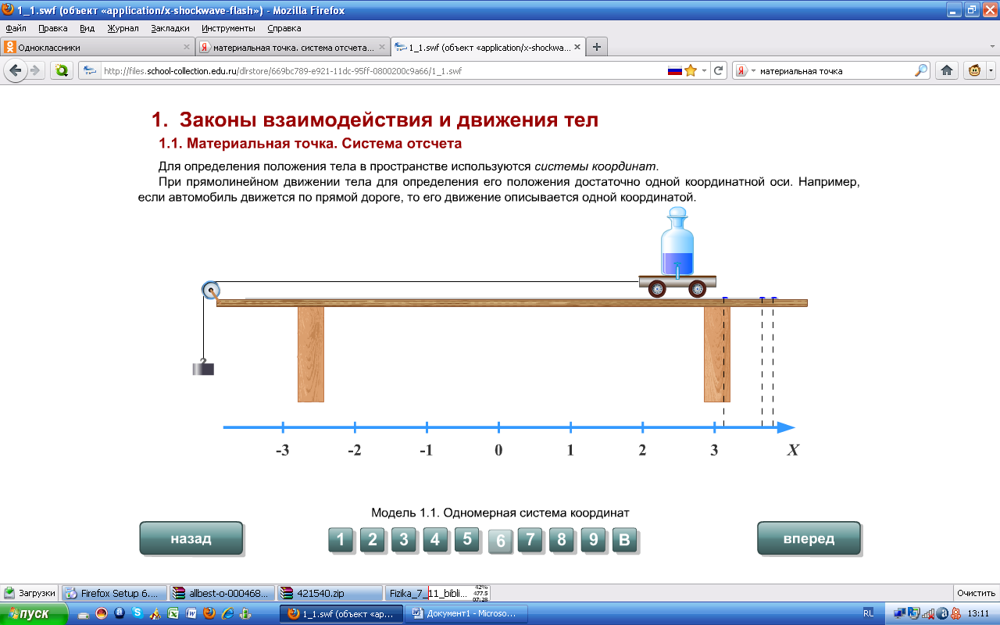 1_1.swf (объект «application/x-shockwave-flash») - Mozilla Firefox
Файл Правка Вид Журнал Закладки Инструменты Справка
Одноклассники материальная точка. система отсчета... 1_1.swf (объект «application/x-shockwa...
http://files.school-collection.edu.ru/dlrstore/669bc789-e921-11dc-95ff-0800200c9a66/1_1.swf материальная точка
1. Законы взаимодействия и движения тел
1.1. Материальная точка. Система отсчета
Для определения положения тела в пространстве используются системы координат.
При прямолинейном движении тела для определения его положения достаточно одной координатной оси. Например,
если автомобиль движется по прямой дороге, то его движение описывается одной координатой.
-3 -2 -1 0 1 2 3 X
Модель 1.1. Одномерная система координат
назад 1 2 3 4 5 6 7 8 9 В вперед
Загрузки Firefox Setup 6.... allbest-o-000468... 421540.zip Fizika_7_11_bibli... 42% 477.5 07:28 Очистить
пуск 1_1.swf (объект «ap... Документ1 - Microso... RL 13:11